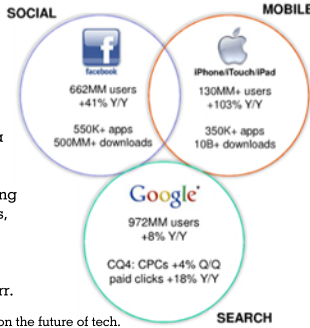 SOCIAL
MOBILE
facebook
662MM users
+41% Y/Y
550K+ apps
500MM+ downloads
iPhone/iTouch/iPad
130MM+ users
+103% Y/Y
350K+ apps
10B+ downloads
ng
s,
Google
972MM users
+8% Y/Y
CQ4: CPCs +4% Q/Q
paid clicks +18% Y/Y
rr.
on the future of tech.
SEARCH